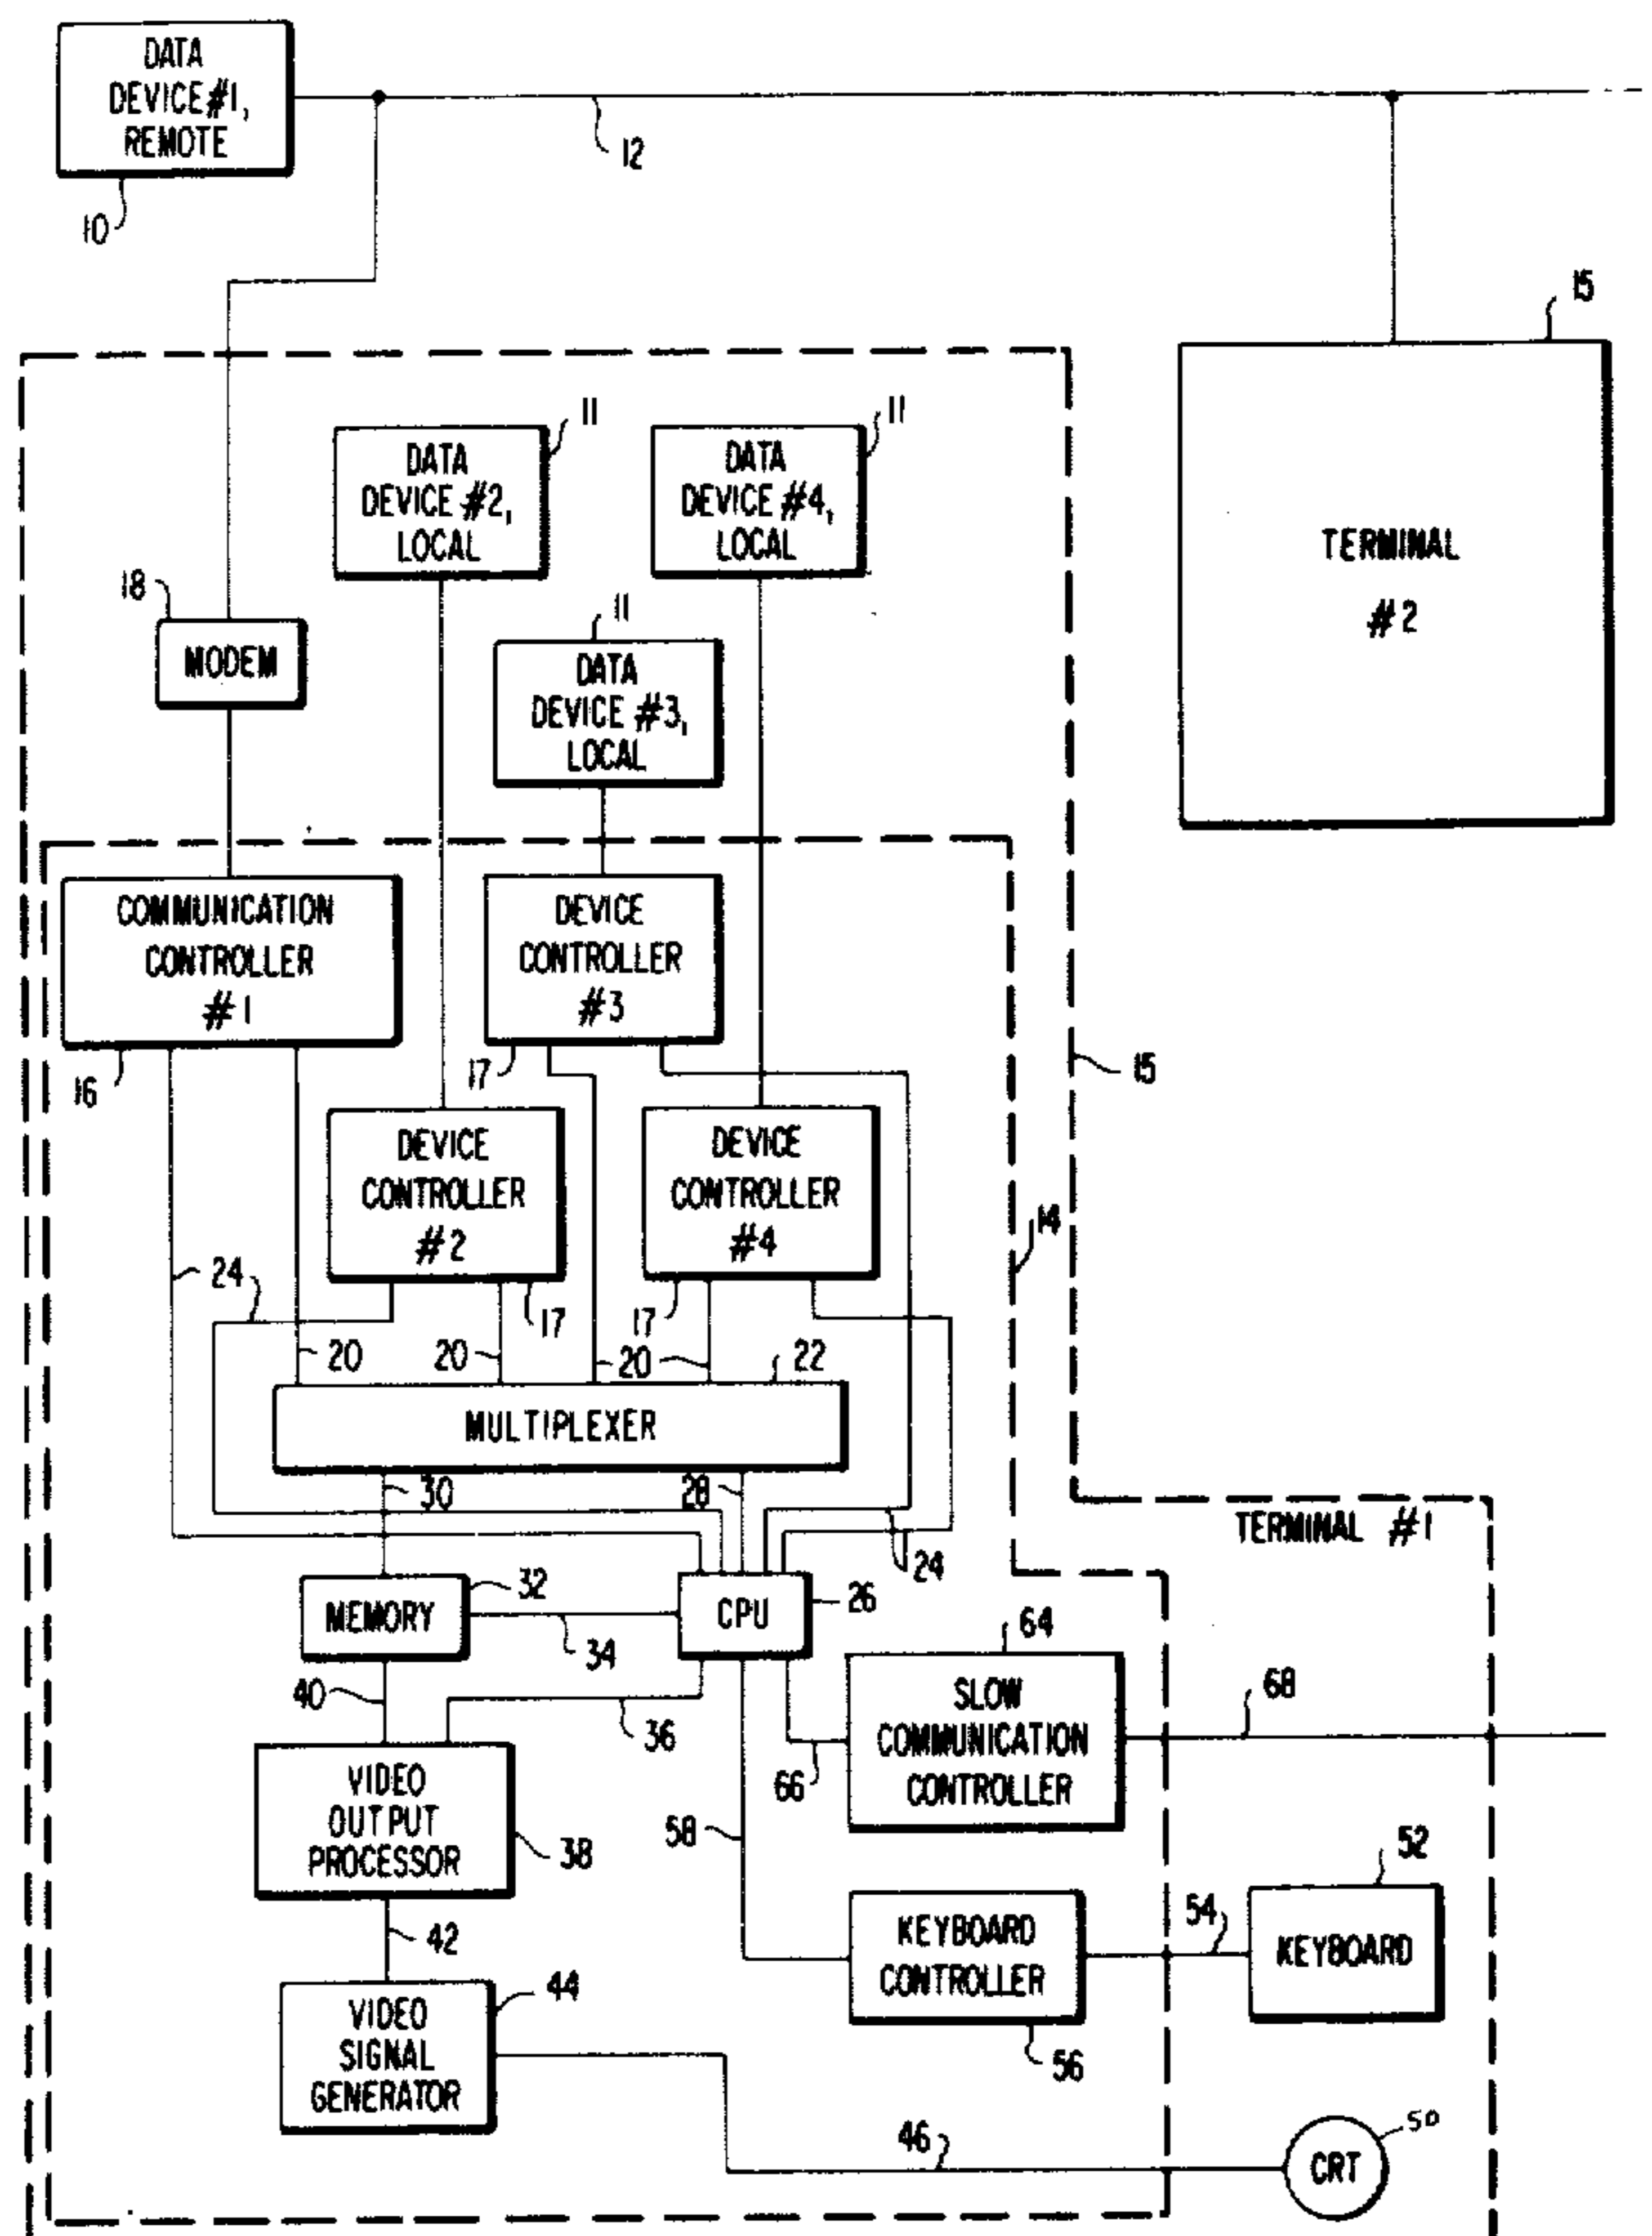 DATA
DEVICE #1,
REMOTE
10
12
15
TERMINAL
#2
11
DATA
DEVICE #2,
LOCAL
11
DATA
DEVICE #4,
LOCAL
18
MODEM
11
DATA
DEVICE #3,
LOCAL
COMMUNICATION
CONTROLLER
#1
16
DEVICE
CONTROLLER
#3
17
15
DEVICE
CONTROLLER
#2
17
DEVICE
CONTROLLER
#4
17
14
24
20
20
20
22
MULTIPLEXER
30
28
24
TERMINAL #1
MEMORY
32
34
CPU
26
64
SLOW
COMMUNICATION
CONTROLLER
66
68
40
36
VIDEO
OUTPUT
PROCESSOR
38
58
42
KEYBOARD
CONTROLLER
56
54
52
KEYBOARD
VIDEO
SIGNAL
GENERATOR
44
46
CRT
50